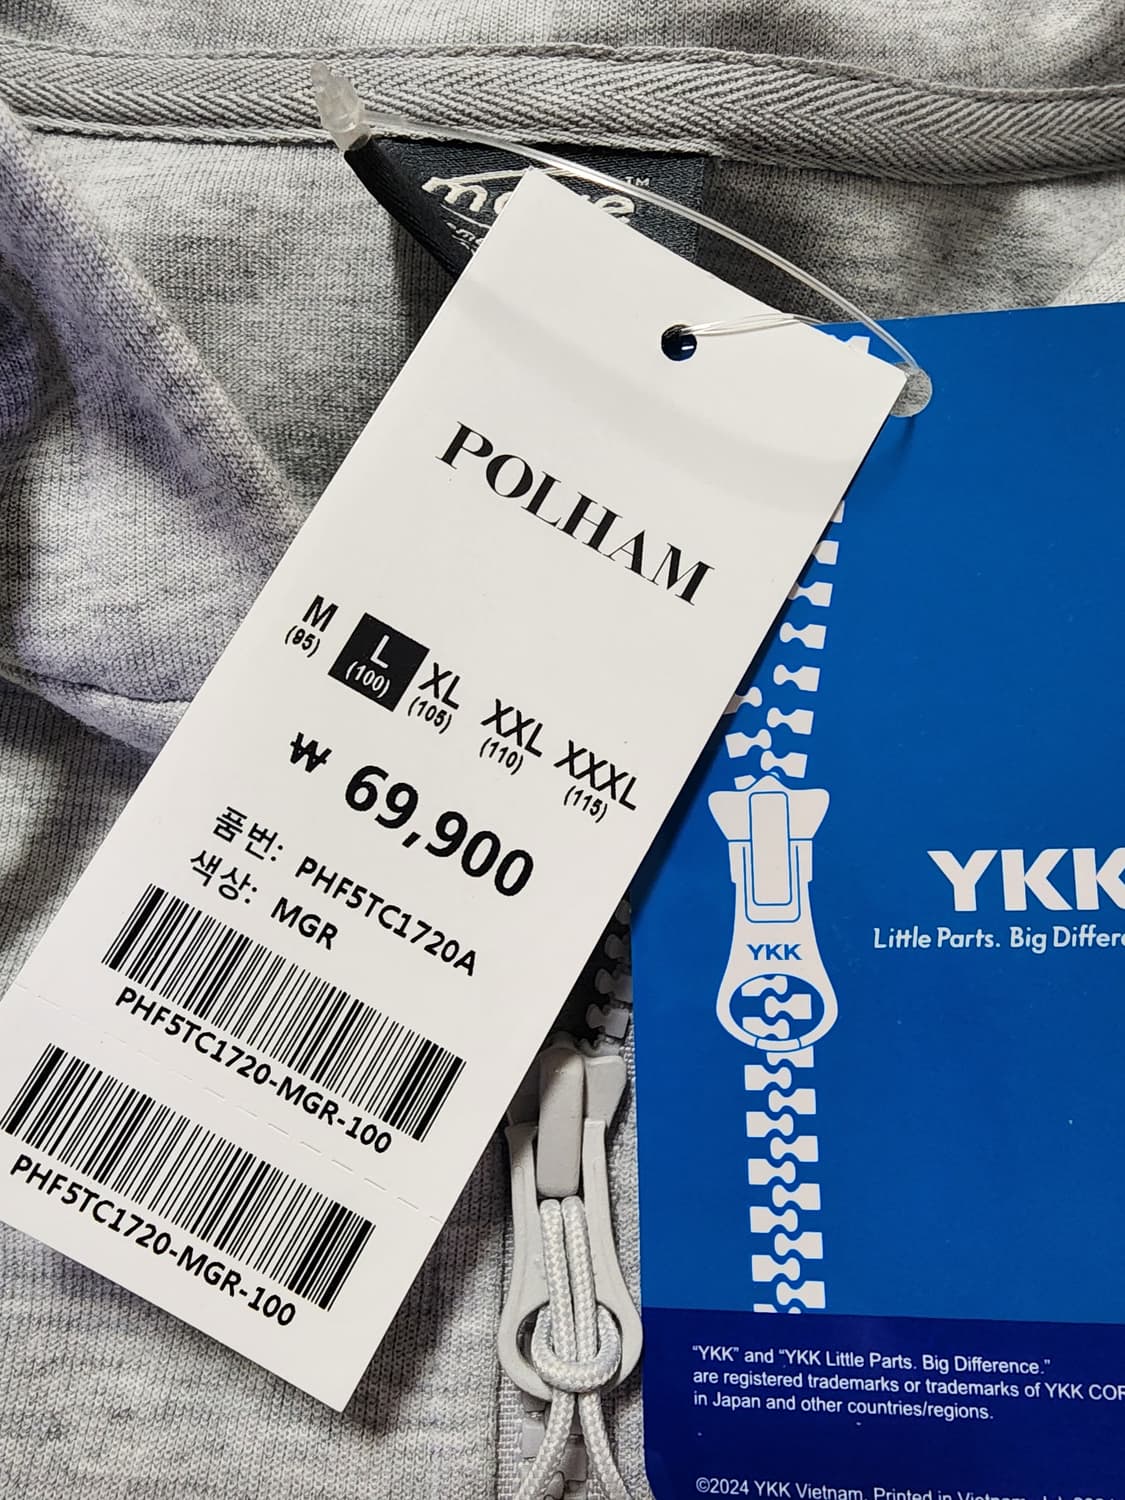 TM
POLHAM
M L XL XXL XXXL
(95) (100) (105) (110) (115)
₩ 69,900
품번: PHF5TC1720A
색상: MGR
PHF5TC1720-MGR-100
PHF5TC1720-MGR-100
YKK
Little Parts. Big
YKK
"YKK" and "YKK Little Parts. Big Difference."
are registered trademarks or trademarks of YKK
in Japan and other countries/regions.
©2024 YKK Vietnam. Printed in